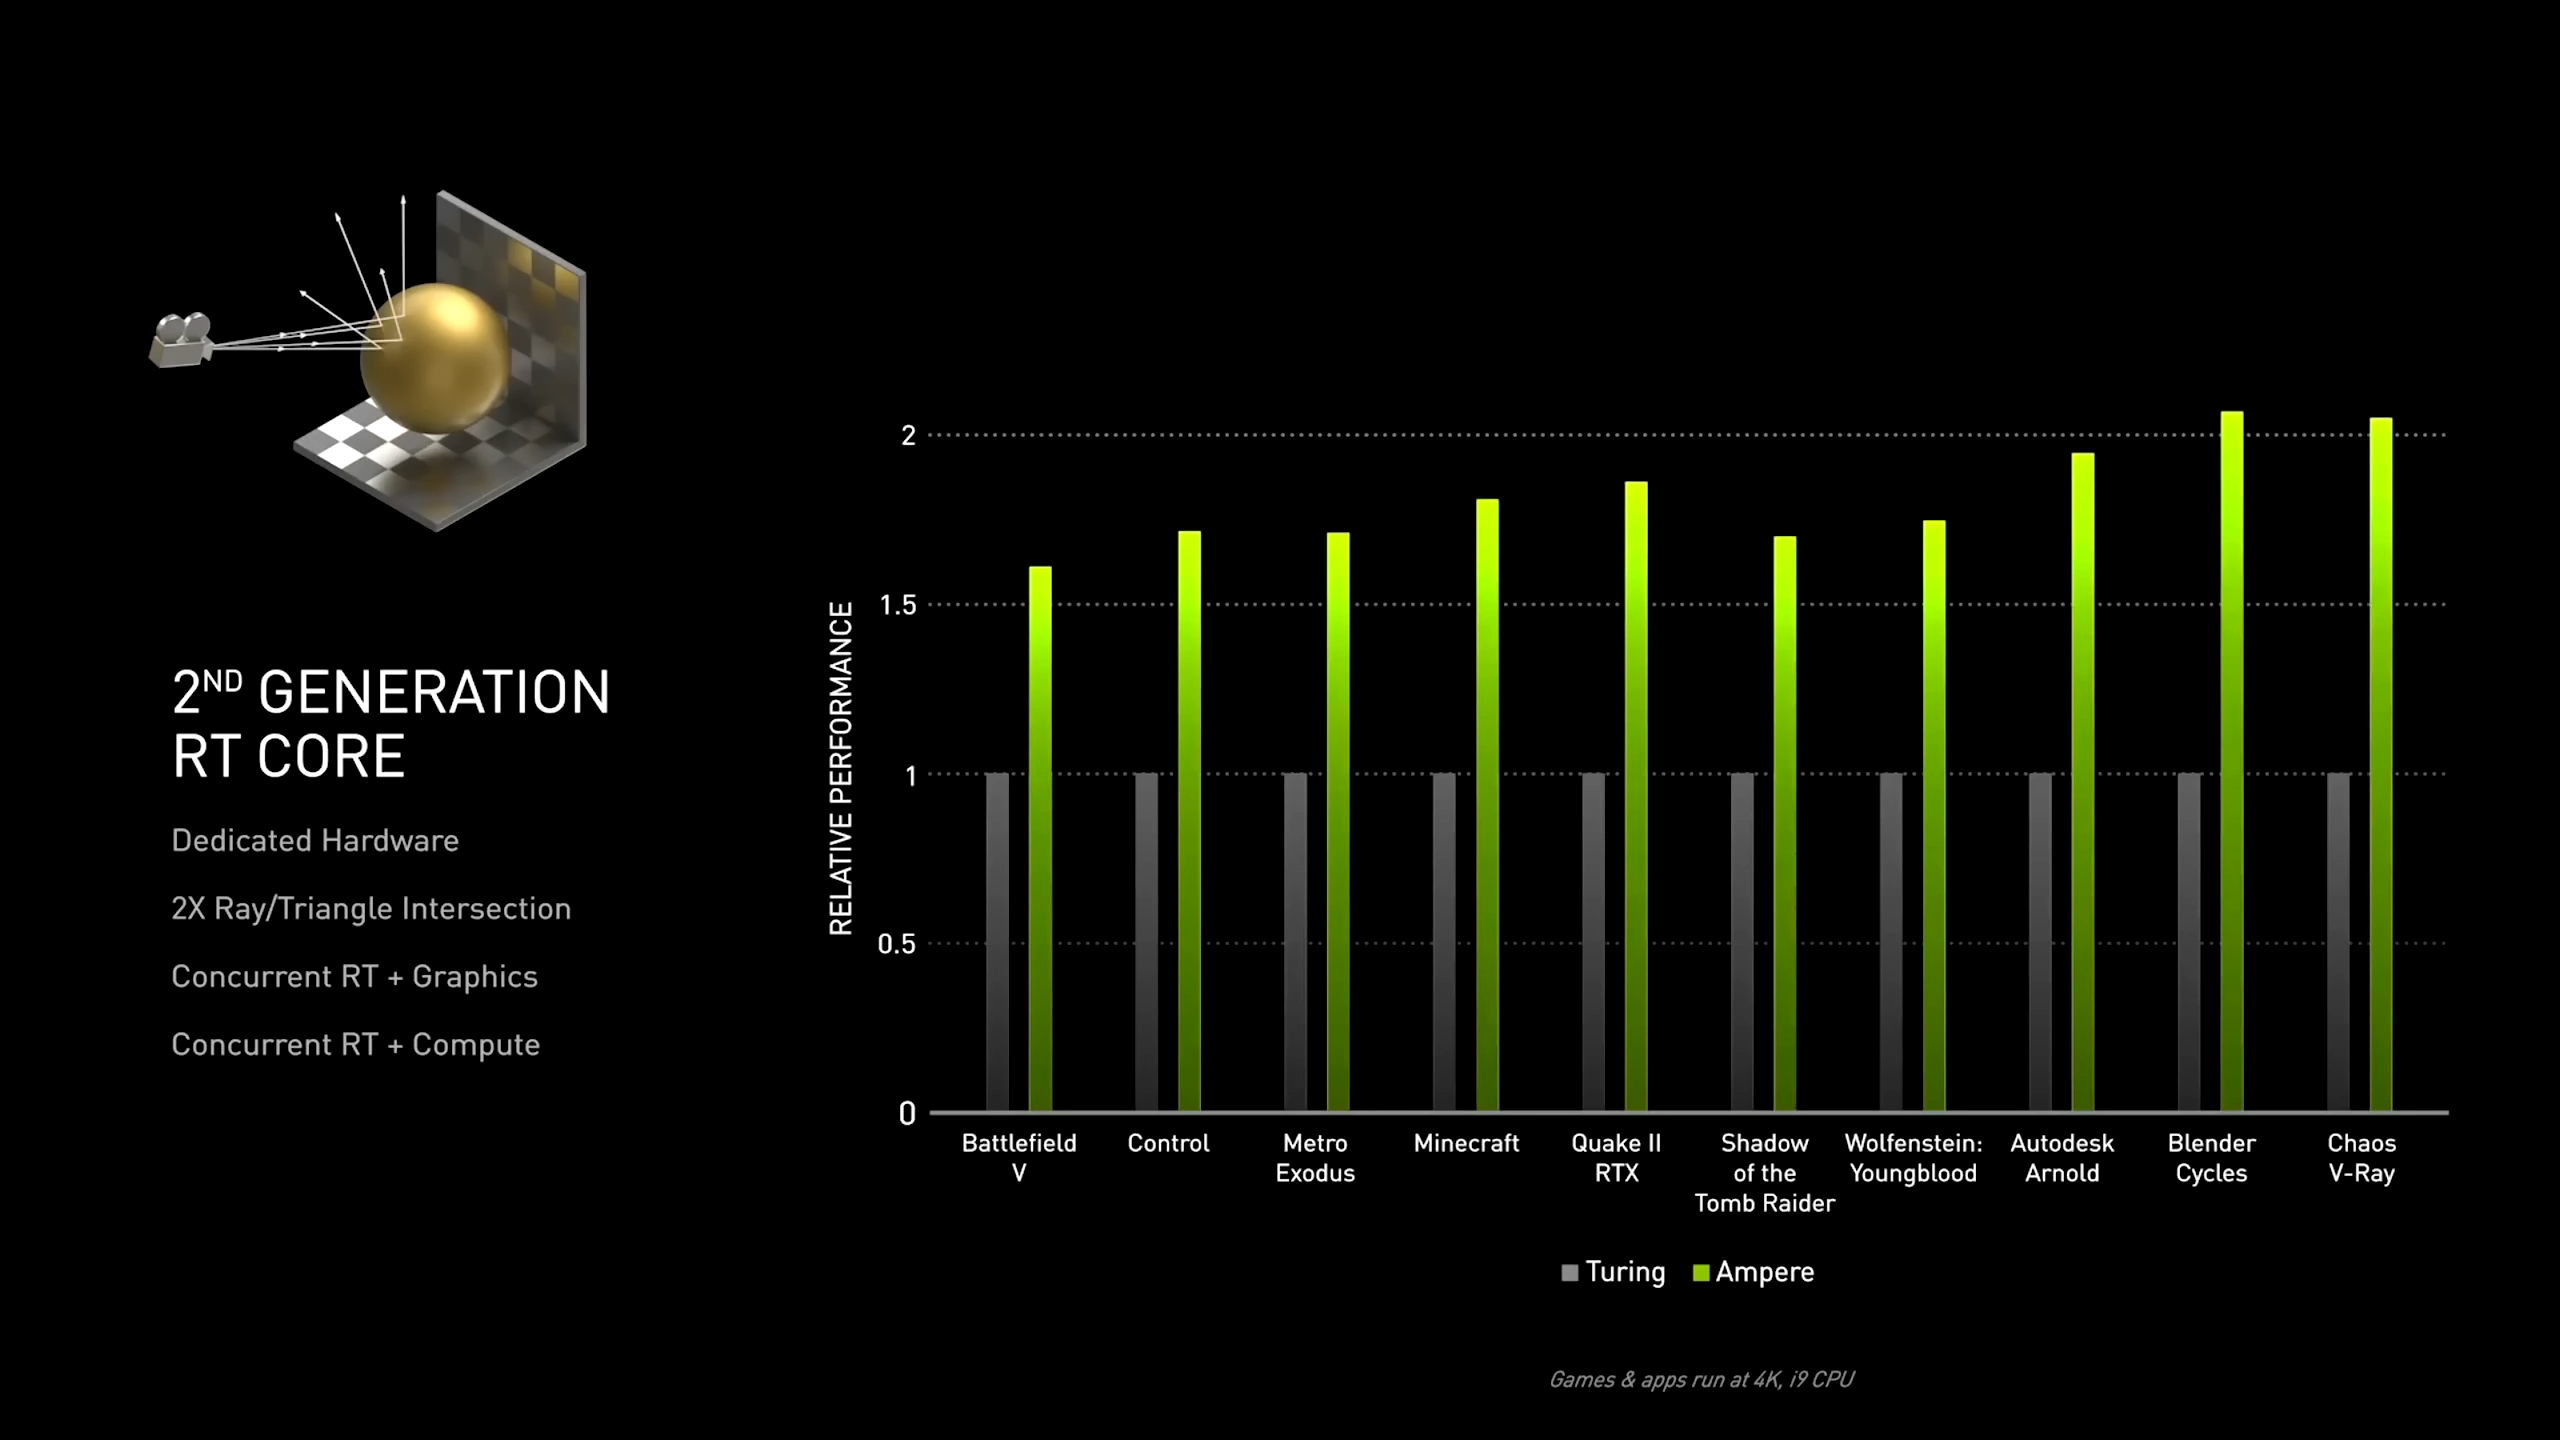 2ND GENERATION
RT CORE
Dedicated Hardware
2X Ray/Triangle Intersection
Concurrent RT + Graphics
Concurrent RT + Compute
RELATIVE PERFORMANCE
2
1.5
1
0.5
0
Battlefield
V
Control
Metro
Exodus
Minecraft
Quake II
RTX
Shadow
of the
Tomb Raider
Wolfenstein:
Youngblood
Autodesk
Arnold
Blender
Cycles
Chaos
V-Ray
Turing
Ampere
Games & apps run at 4K, i9 CPU